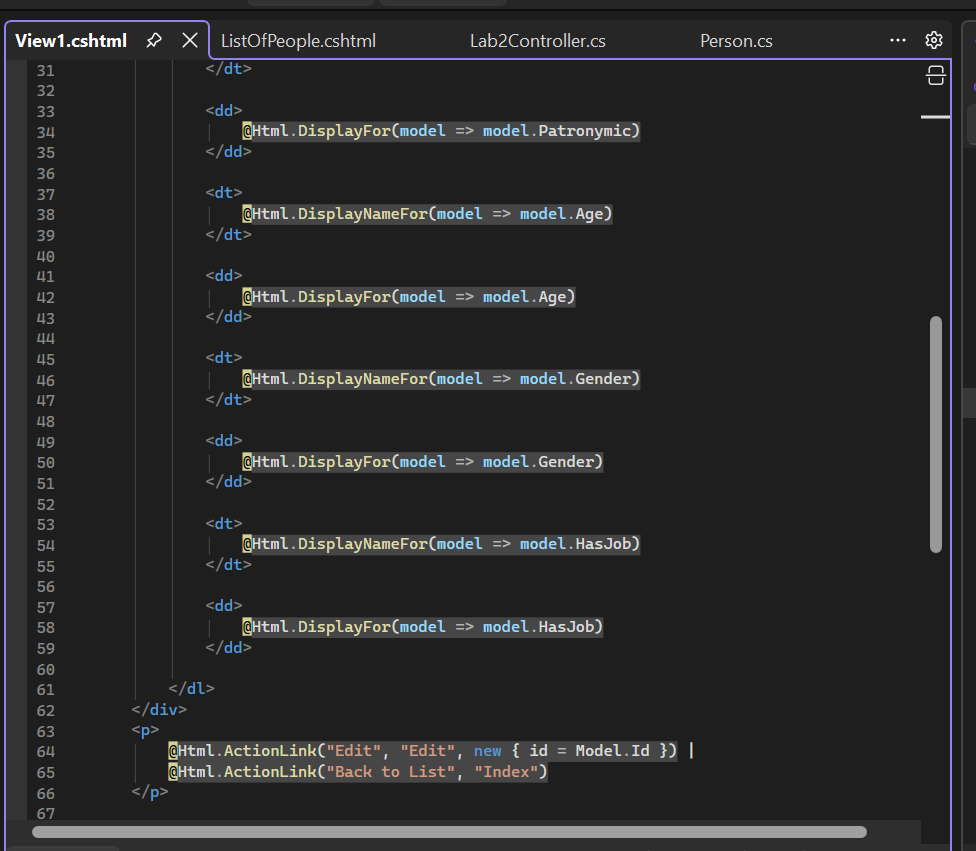 View1.cshtml ListOfPeople.cshtml Lab2Controller.cs Person.cs
31 </dt>
32
33 <dd>
34 @Html.DisplayFor(model => model.Patronymic)
35 </dd>
36
37 <dt>
38 @Html.DisplayNameFor(model => model.Age)
39 </dt>
40
41 <dd>
42 @Html.DisplayFor(model => model.Age)
43 </dd>
44
45 <dt>
46 @Html.DisplayNameFor(model => model.Gender)
47 </dt>
48
49 <dd>
50 @Html.DisplayFor(model => model.Gender)
51 </dd>
52
53 <dt>
54 @Html.DisplayNameFor(model => model.HasJob)
55 </dt>
56
57 <dd>
58 @Html.DisplayFor(model => model.HasJob)
59 </dd>
60
61 </dl>
62 </div>
63 <p>
64 @Html.ActionLink("Edit", "Edit", new { id = Model.Id }) |
65 @Html.ActionLink("Back to List", "Index")
66 </p>
67